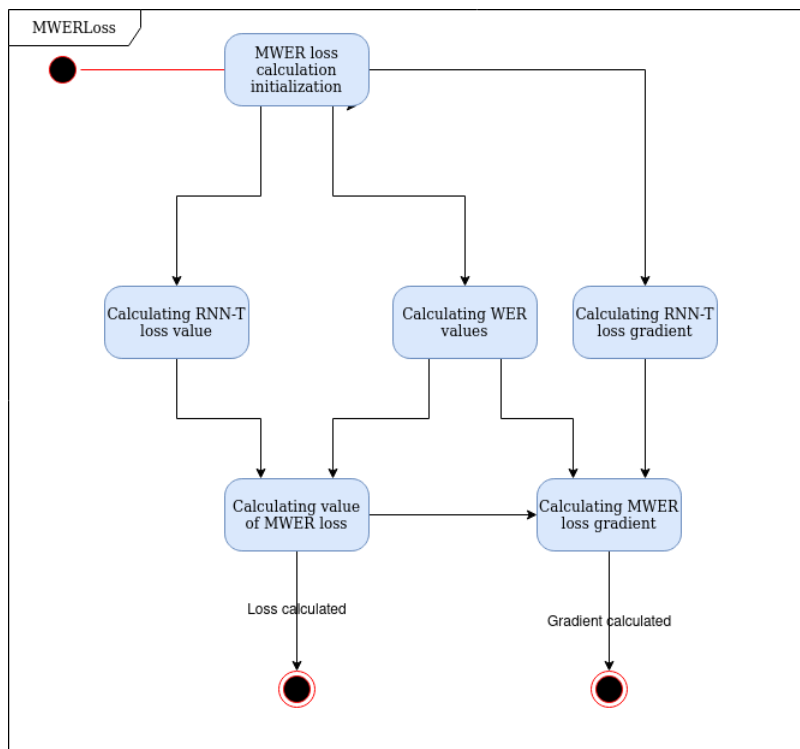 MWERLoss
MWER loss
calculation
initialization
Calculating RNN-T
loss value
Calculating WER
values
Calculating RNN-T
loss gradient
Calculating value
of MWER loss
Calculating MWER
loss gradient
Loss calculated
Gradient calculated